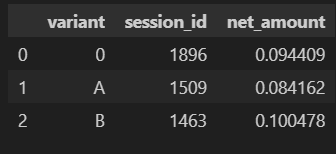 variant session_id net_amount
0 0 1896 0.094409
1 A 1509 0.084162
2 B 1463 0.100478